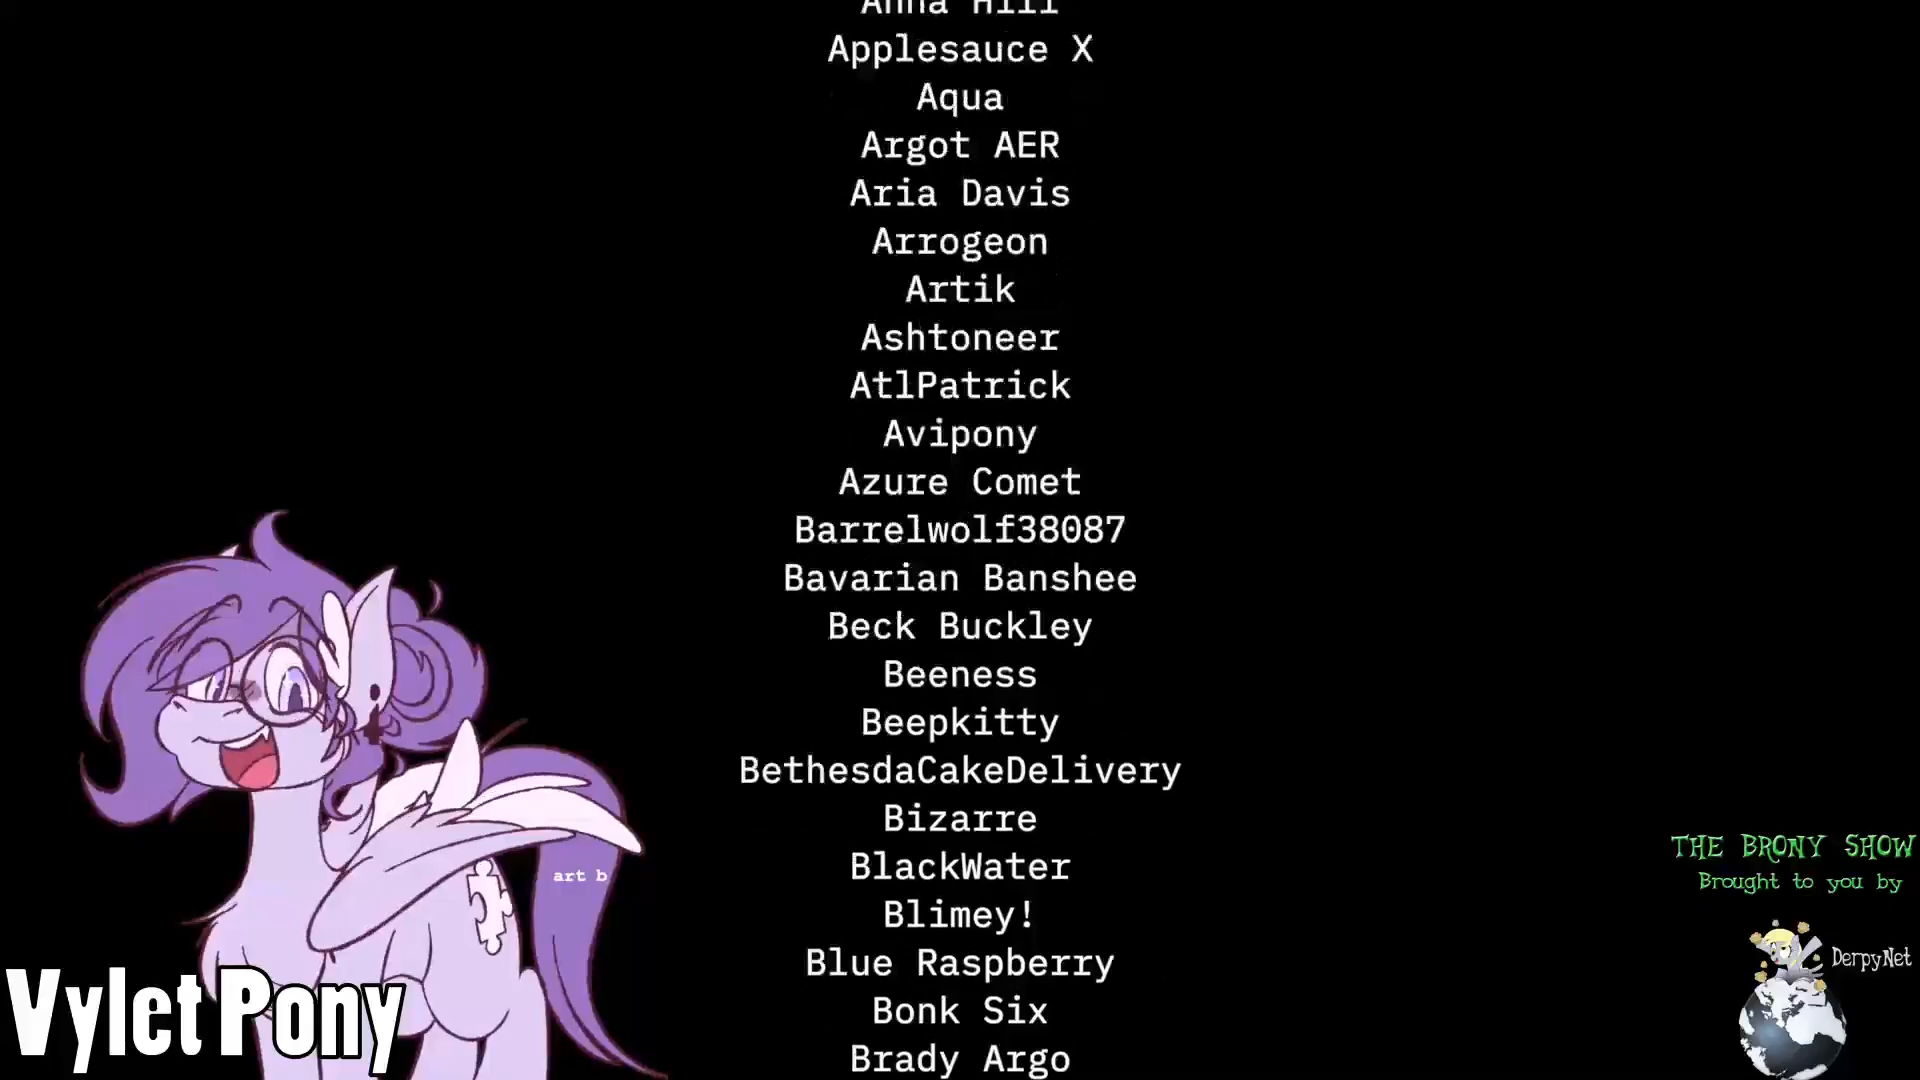 Anna Hill
Applesauce X
Aqua
Argot AER
Aria Davis
Arrogeon
Artik
Ashtoneer
AtlPatrick
Avipony
Azure Comet
Barrelwolf38087
Bavarian Banshee
Beck Buckley
Beeness
Beepkitty
BethesdaCakeDelivery
Bizarre
BlackWater
Blimey!
Blue Raspberry
Bonk Six
Brady Argo
art b
Vylet Pony
THE BRONY SHOW
Brought to you by
DerpyNet